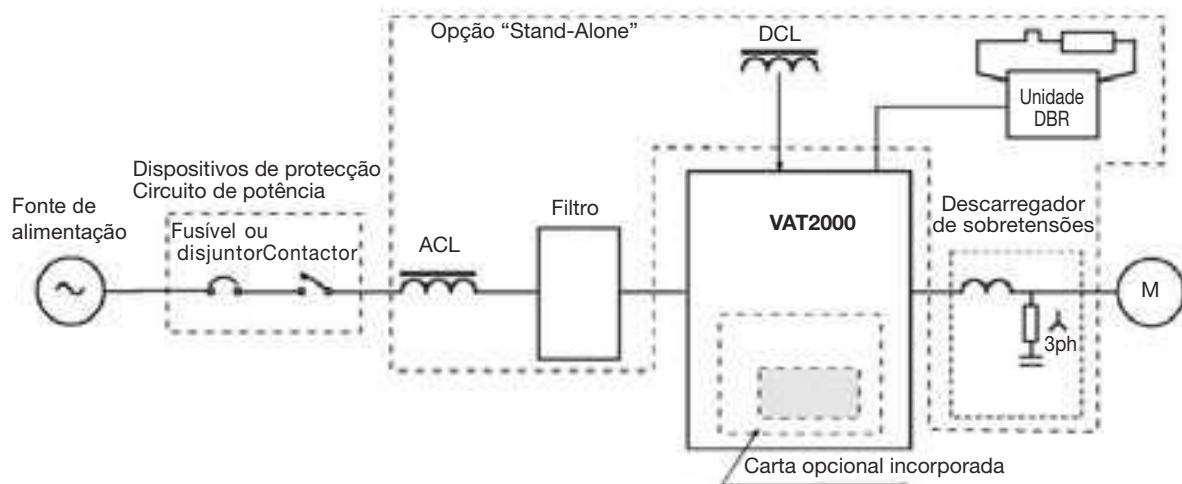 Opção “Stand-Alone”
DCL
Unidade
DBR
Dispositivos de protecção
Circuito de potência
Fonte de
alimentação
Fusível ou
disjuntorContactor
ACL
Filtro
VAT2000
Descarregador
de sobretensões
M
3ph
Carta opcional incorporada